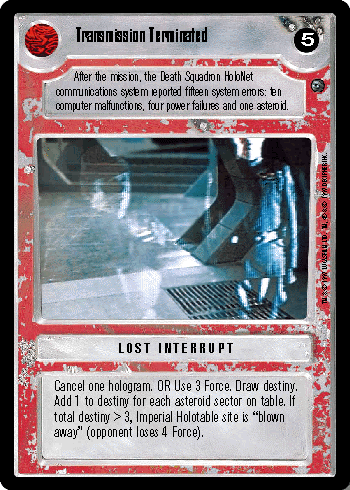 Transmission Terminated
5
After the mission, the Death Squadron HoloNet
communications system reported fifteen system errors: ten
computer malfunctions, four power failures and one asteroid.
LOST INTERRUPT
Cancel one hologram. OR Use 3 Force. Draw destiny.
Add 1 to destiny for each asteroid sector on table. If
total destiny > 3, Imperial Holotable site is “blown
away” (opponent loses 4 Force).